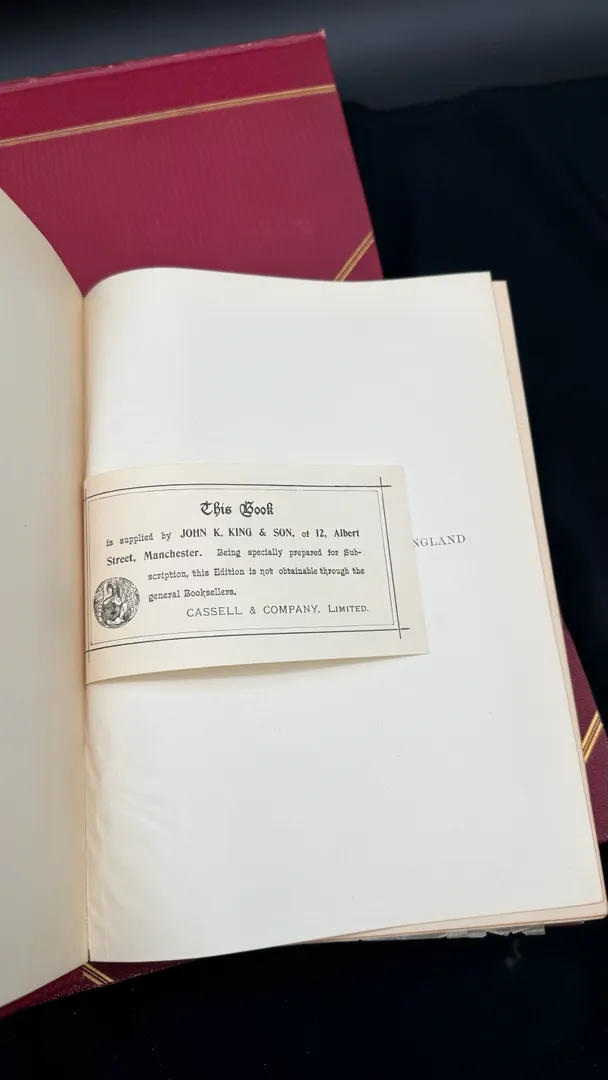 This Book
is supplied by JOHN K. KING & SON, of 12, Albert
Street, Manchester. Being specially prepared for Sub-
scription, this Edition is not obtainable through the
general Booksellers.
CASSELL & COMPANY, LIMITED.
NGLAND